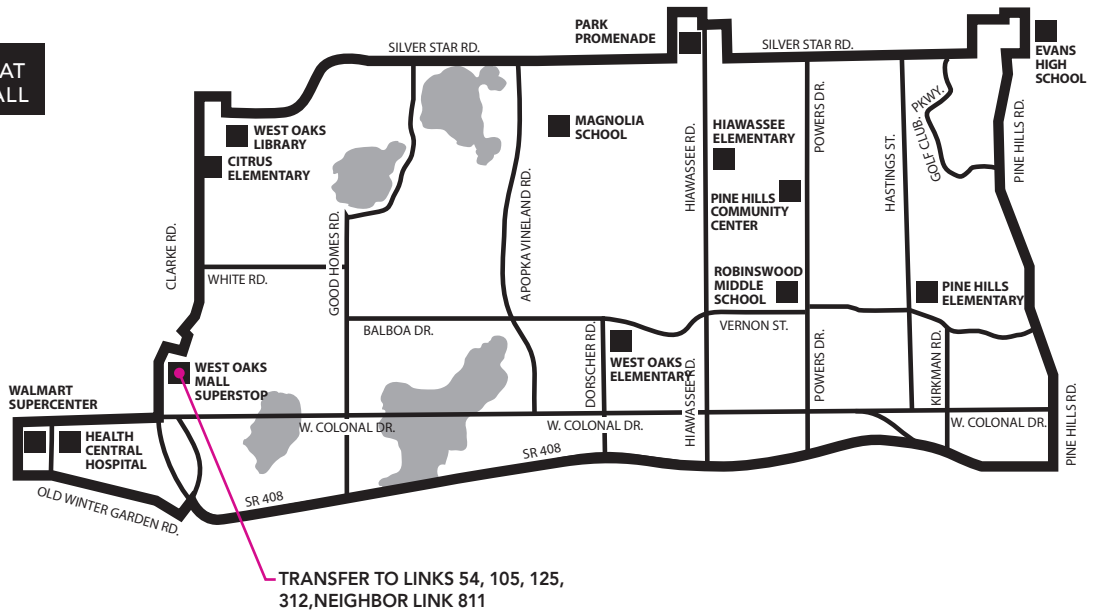 AT
ALL
PARK
PROMENADE
SILVER STAR RD.
SILVER STAR RD.
EVANS
HIGH
SCHOOL
WEST OAKS
LIBRARY
CITRUS
ELEMENTARY
MAGNOLIA
SCHOOL
HIAWASSEE
ELEMENTARY
PINE HILLS
COMMUNITY
CENTER
ROBINSWOOD
MIDDLE
SCHOOL
PINE HILLS
ELEMENTARY
CLARKE RD.
WHITE RD.
GOOD HOMES RD.
APOPKA VINELAND RD.
HIAWASSEE RD.
POWERS DR.
HASTINGS ST.
GOLF CLUB. PKWY.
PINE HILLS RD.
BALBOA DR.
VERNON ST.
DORSCHER RD.
WEST OAKS
ELEMENTARY
HIAWASSEE RD.
POWERS DR.
KIRKMAN RD.
PINE HILLS RD.
WEST OAKS
MALL
SUPERSTOP
WALMART
SUPERCENTER
HEALTH
CENTRAL
HOSPITAL
W. COLONAL DR.
W. COLONAL DR.
W. COLONAL DR.
SR 408
SR 408
OLD WINTER GARDEN RD.
TRANSFER TO LINKS 54, 105, 125,
312,NEIGHBOR LINK 811